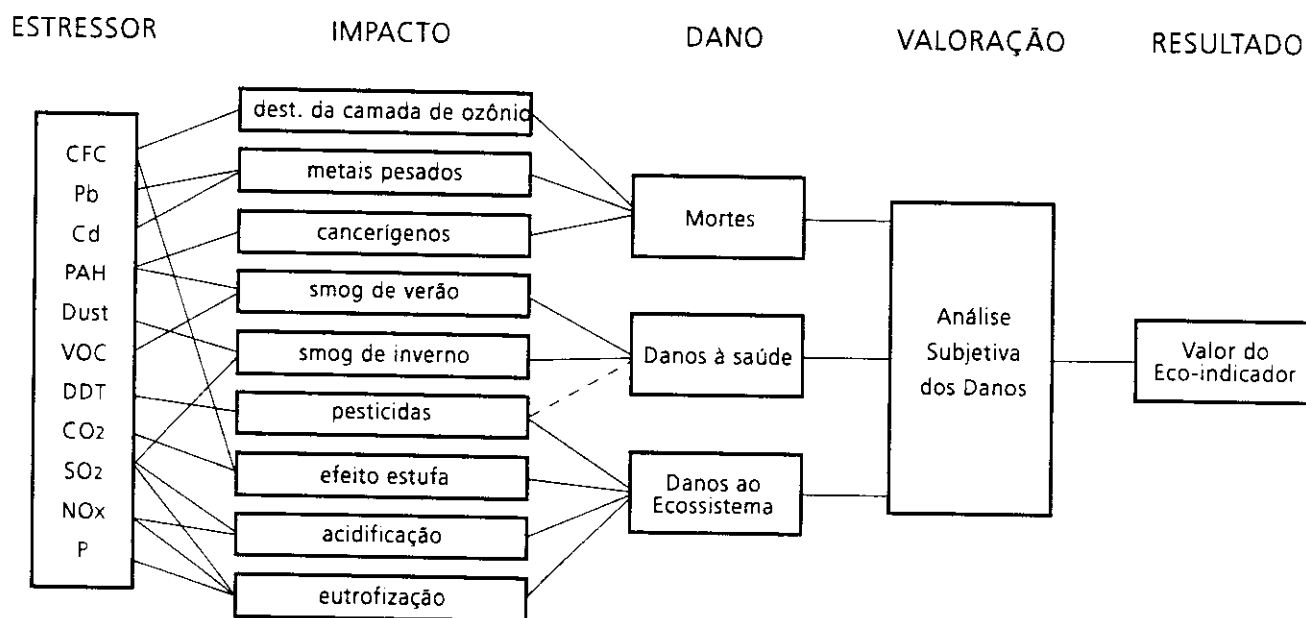 ESTRESSOR
IMPACTO
DANO
VALORAÇÃO
RESULTADO
CFC
Pb
Cd
PAH
Dust
VOC
DDT
CO2
SO2
NOx
P
dest. da camada de ozônio
metais pesados
cancerígenos
smog de verão
smog de inverno
pesticidas
efeito estufa
acidificação
eutrofização
Mortes
Danos à saúde
Danos ao
Ecossistema
Análise
Subjetiva
dos Danos
Valor do
Eco-indicador